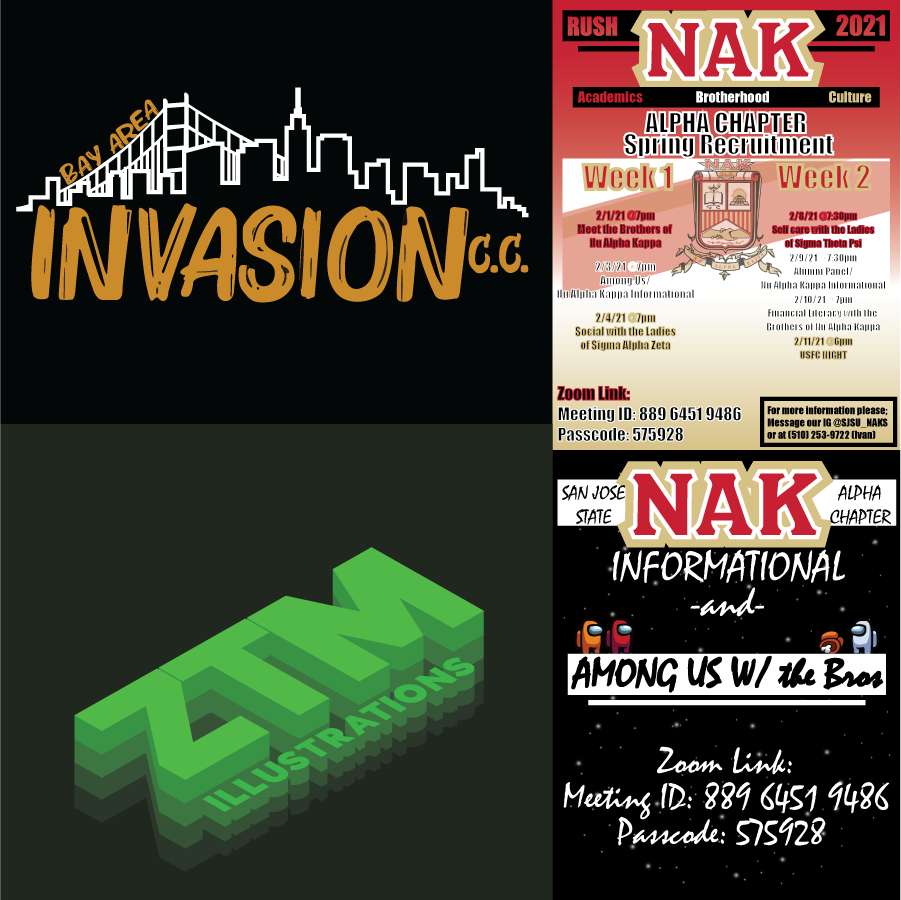 BAY AREA
INVASION C.C.
RUSH NAK 2021
Academics Brotherhood Culture
ALPHA CHAPTER
Spring Recruitment
NAK
ALPHA
Week 1
2/1/21 @7pm
Meet the Brothers of
Nu Alpha Kappa
2/3/21 @7pm
Among Us/
Nu Alpha Kappa Informational
2/4/21 @7pm
Social with the Ladies
of Sigma Alpha Zeta
Week 2
2/8/21 @7:30pm
Self care with the Ladies
of Sigma Theta Psi
2/9/21 7:30pm
Alumni Panel/
Nu Alpha Kappa Informational
2/10/21 7pm
Financial Literacy with the
Brothers of Nu Alpha Kappa
2/11/21 @6pm
USFC NIGHT
Zoom Link:
Meeting ID: 889 6451 9486
Passcode: 575928
For more information please;
Message our IG @SJSU_NAKS
or at (510) 253-9722 (Ivan)
ZTM
ILLUSTRATIONS
SAN JOSE
STATE
NAK
ALPHA
CHAPTER
INFORMATIONAL
-and-
AMONG US W/ the Bros
Zoom Link:
Meeting ID: 889 6451 9486
Passcode: 575928